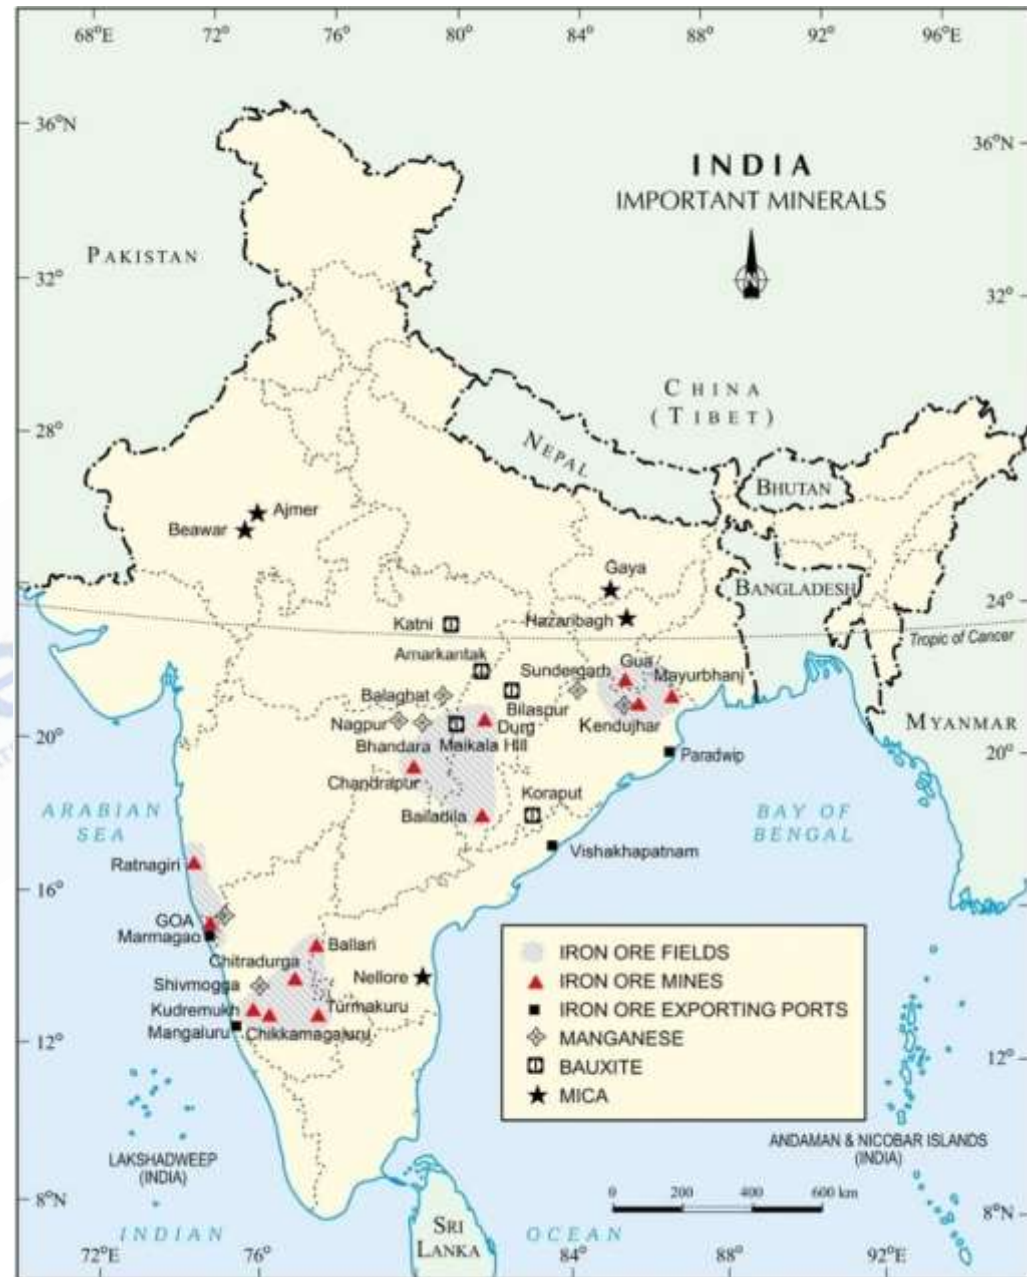 68°E 72° 76° 80° 84° 88° 92° 96°E
INDIA
IMPORTANT MINERALS
N
36°N
36°N
32°
32°
28°
24°
20°
20°
16°
12°
12°
8°N
8°N
PAKISTAN
CHINA
(TIBET)
NEPAL
BHUTAN
BANGLADESH
MYANMAR
Tropic of Cancer
Ajmer
Beawar
Gaya
Hazaribagh
Katni
Amarkantak
Sundergarh
Gua
Mayurbhanj
Balaghat
Bilaspur
Nagpur
Durg
Kendujhar
Bhandara
Maikala Hill
Paradwip
Chandrapur
Koraput
Bailadila
Vishakhapatnam
ARABIAN
SEA
BAY OF
BENGAL
Ratnagiri
GOA
Marmagao
Ballari
Chitradurga
Nellore
Shivmogga
Kudremukh
Turmakuru
Mangaluru
Chikkamagaluru
IRON ORE FIELDS
IRON ORE MINES
IRON ORE EXPORTING PORTS
MANGANESE
BAUXITE
MICA
LAKSHADWEEP
(INDIA)
ANDAMAN & NICOBAR ISLANDS
(INDIA)
0 200 400 600 km
INDIAN OCEAN
SRI
LANKA
72°E 76° 84° 88° 92°E